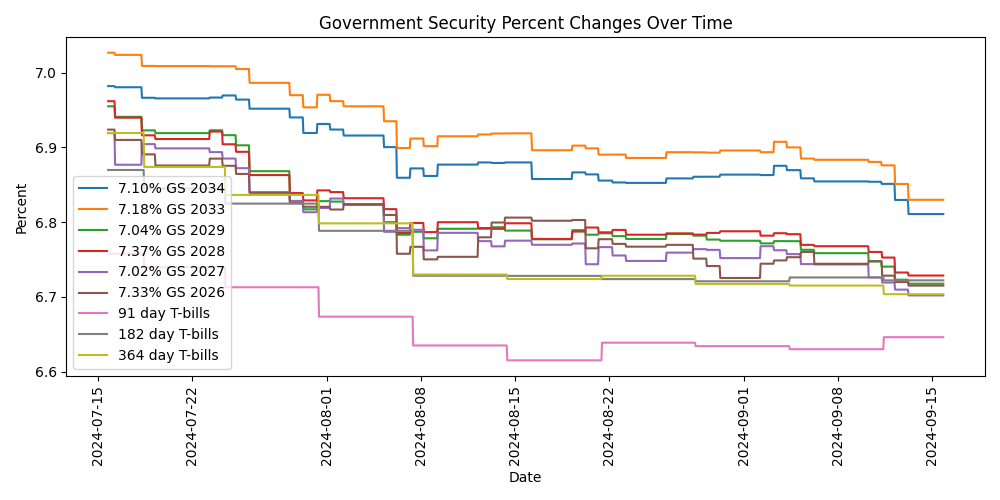 Government Security Percent Changes Over Time
Percent
7.0
6.9
6.8
6.7
6.6
7.10% GS 2034
7.18% GS 2033
7.04% GS 2029
7.37% GS 2028
7.02% GS 2027
7.33% GS 2026
91 day T-bills
182 day T-bills
364 day T-bills
2024-07-15
2024-07-22
2024-08-01
2024-08-08
2024-08-15
2024-08-22
2024-09-01
2024-09-08
2024-09-15
Date